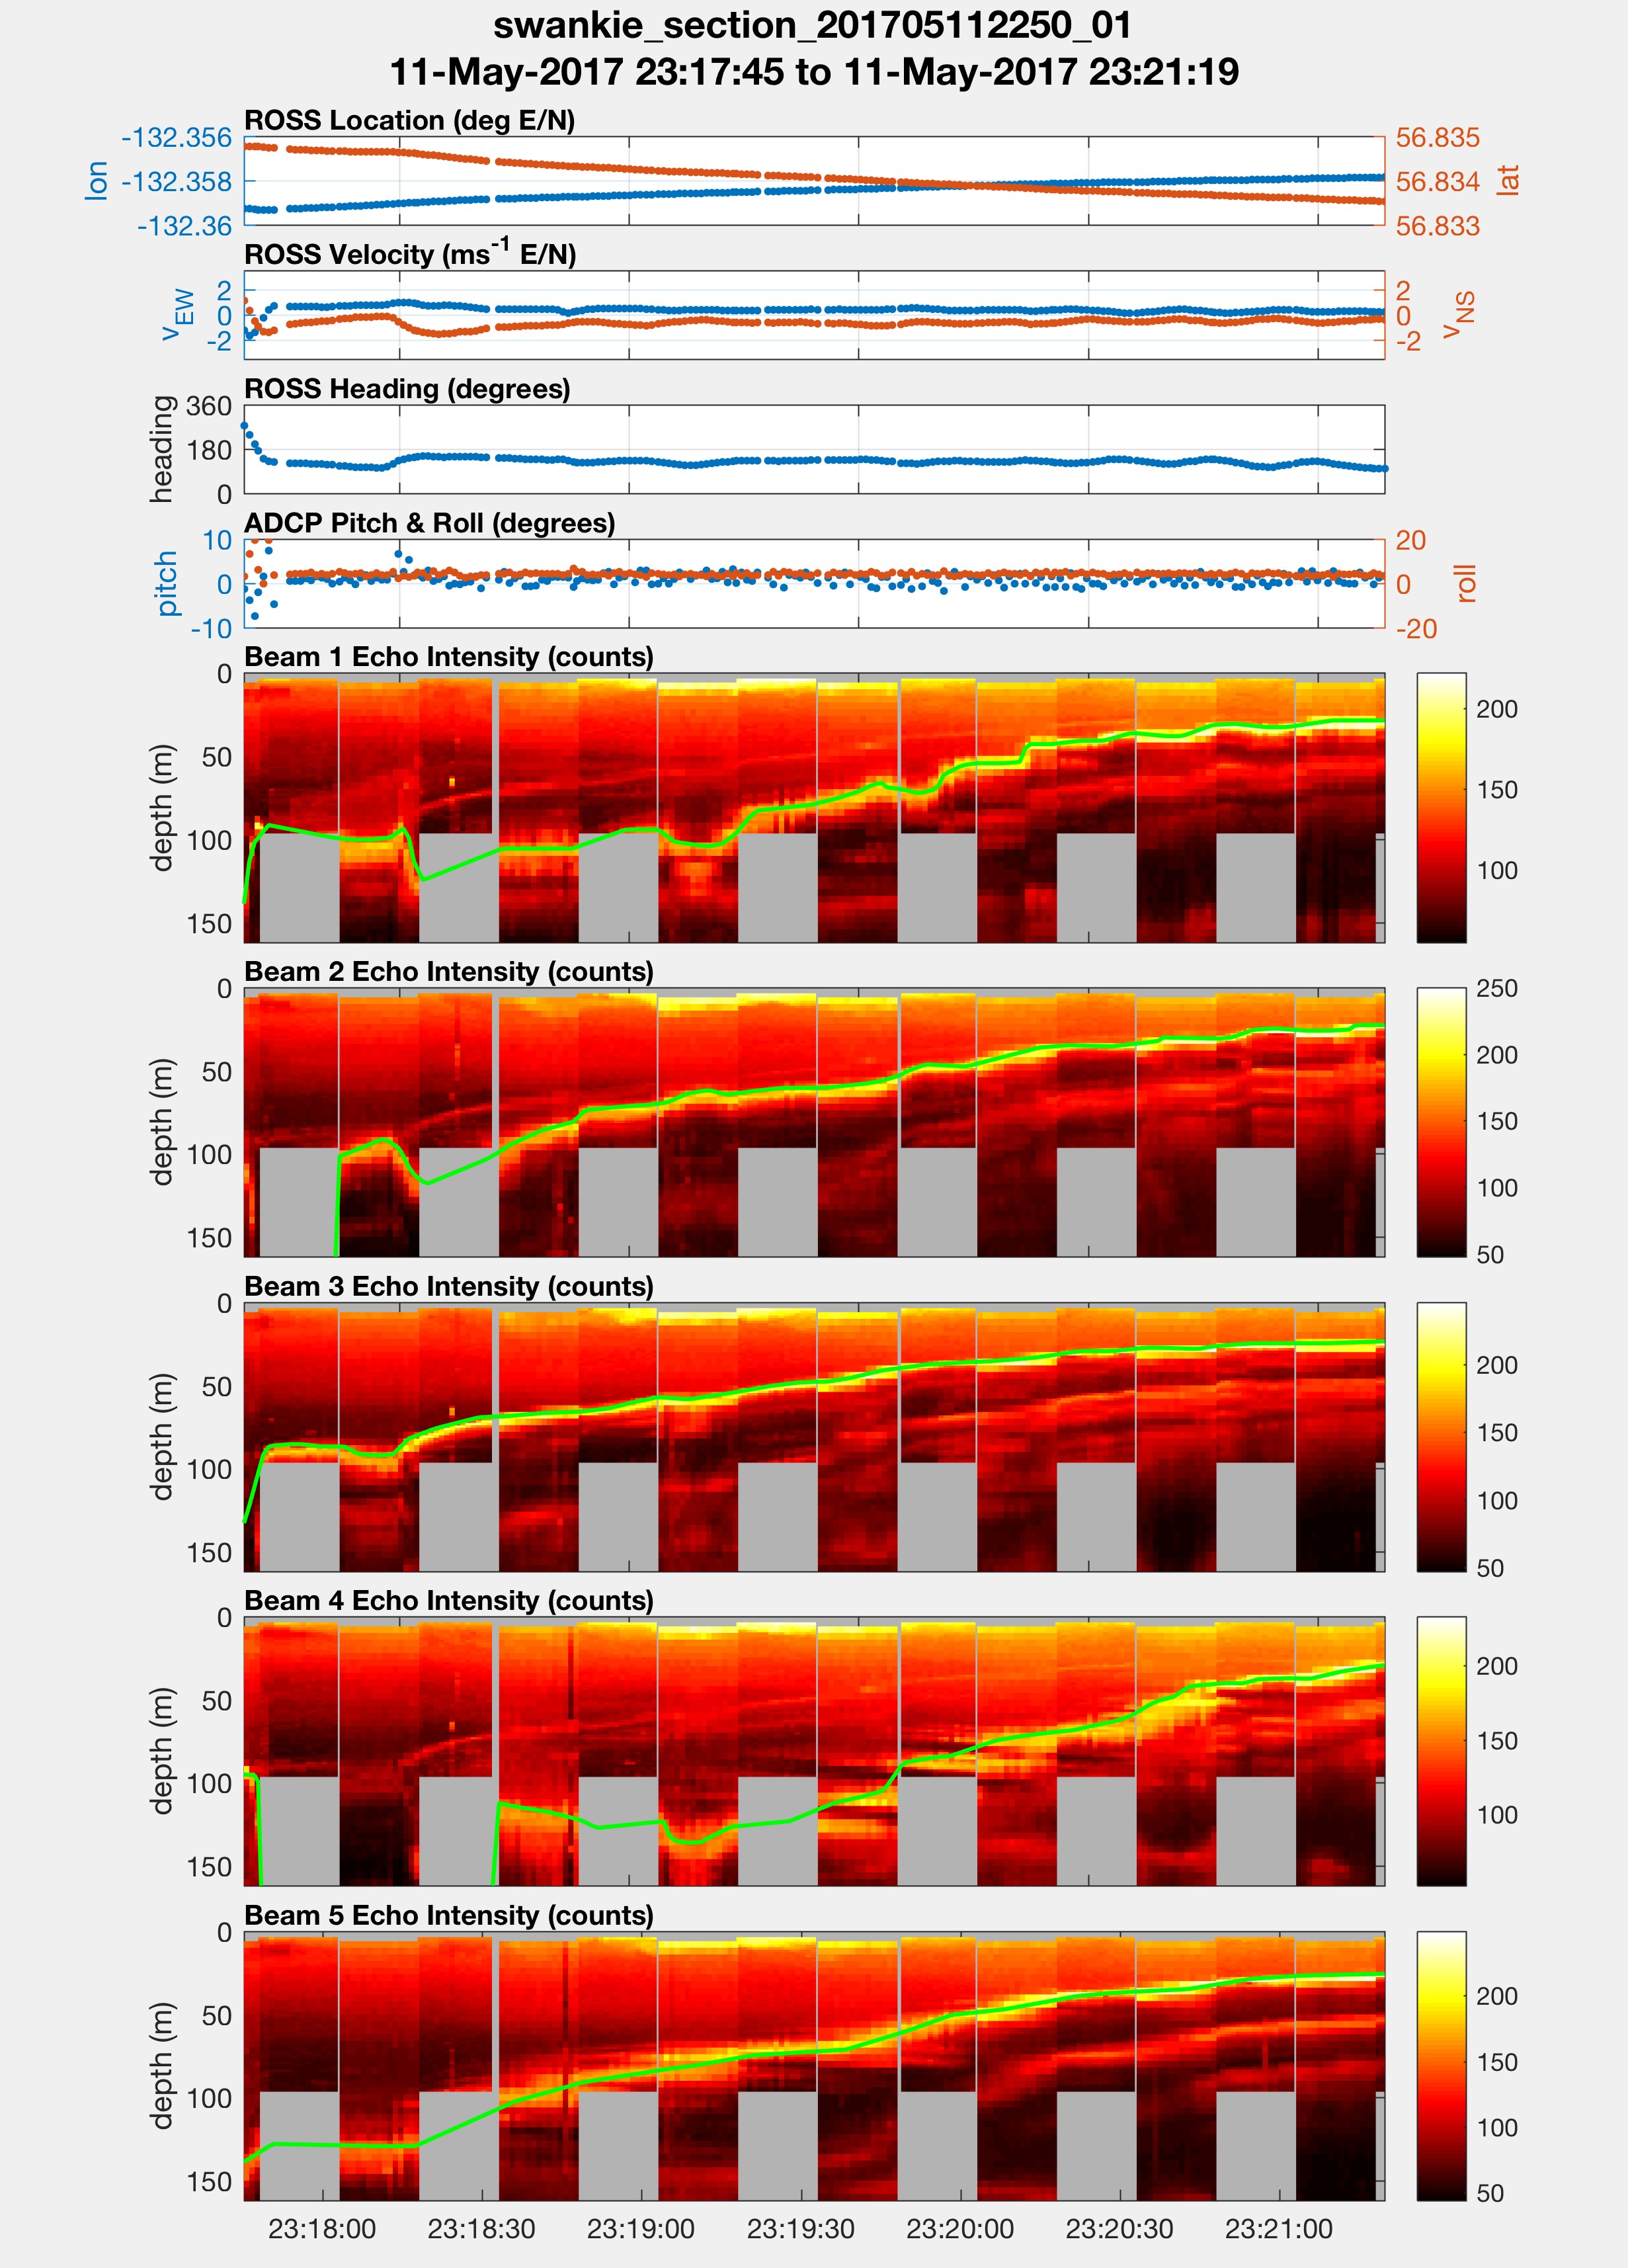 swankie_section_201705112250_01
11-May-2017 23:17:45 to 11-May-2017 23:21:19
ROSS Location (deg E/N)
-132.356
-132.358
-132.36
lon
56.835
56.834
56.833
lat
ROSS Velocity (ms-1 E/N)
2
0
-2
vEW
2
0
-2
vNS
ROSS Heading (degrees)
360
180
0
heading
ADCP Pitch & Roll (degrees)
10
0
-10
pitch
20
0
-20
roll
Beam 1 Echo Intensity (counts)
0
50
100
150
depth (m)
200
150
100
Beam 2 Echo Intensity (counts)
0
50
100
150
depth (m)
250
200
150
100
50
Beam 3 Echo Intensity (counts)
0
50
100
150
depth (m)
200
150
100
50
Beam 4 Echo Intensity (counts)
0
50
100
150
depth (m)
200
150
100
Beam 5 Echo Intensity (counts)
0
50
100
150
depth (m)
200
150
100
50
23:18:00 23:18:30 23:19:00 23:19:30 23:20:00 23:20:30 23:21:00